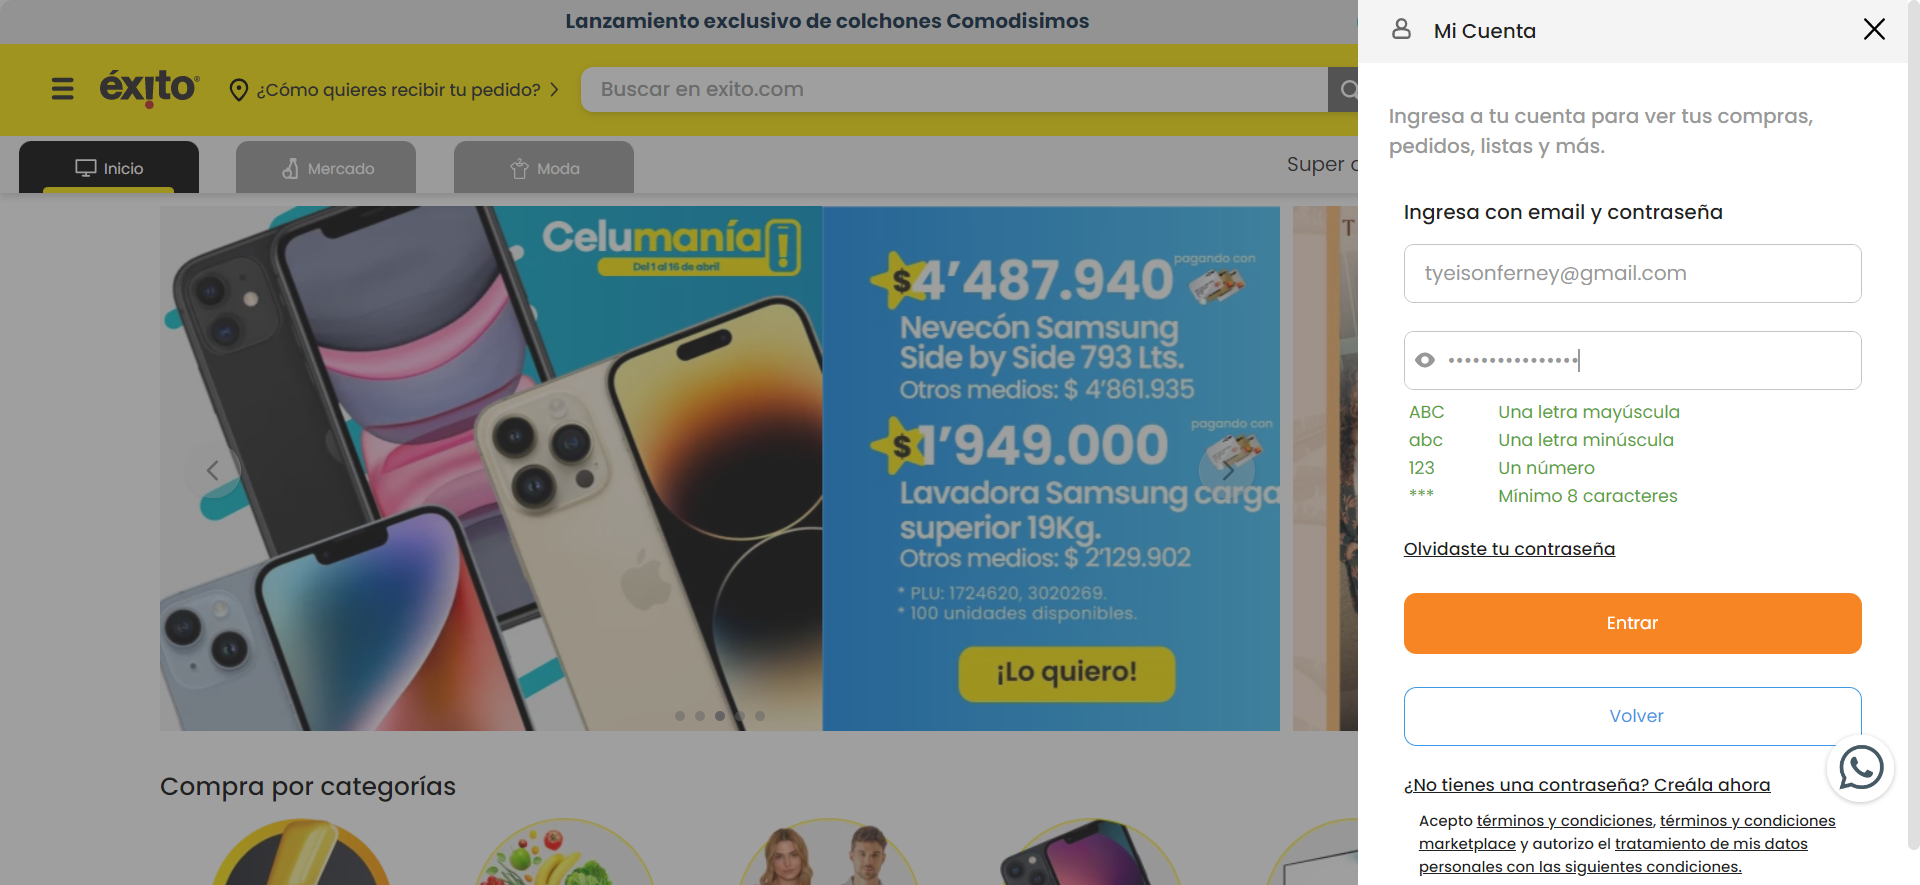 Lanzamiento exclusivo de colchones Comodisimos
éxito
¿Cómo quieres recibir tu pedido?
Buscar en exito.com
Inicio
Mercado
Moda
Super
Celumanía
Del 1 al 16 de abril
$4'487.940
pagando con
Nevecón Samsung
Side by Side 793 Lts.
Otros medios: $ 4'861.935
$1'949.000
pagando con
Lavadora Samsung carga
superior 19Kg.
Otros medios: $ 2'129.902
* PLU: 1724620, 3020269.
* 100 unidades disponibles.
¡Lo quiero!
Compra por categorías
Mi Cuenta
Ingresa a tu cuenta para ver tus compras,
pedidos, listas y más.
Ingresa con email y contraseña
tyeisonferney@gmail.com
••••••••••••••••
ABC Una letra mayúscula
abc Una letra minúscula
123 Un número
*** Mínimo 8 caracteres
Olvidaste tu contraseña
Entrar
Volver
¿No tienes una contraseña? Creála ahora
Acepto términos y condiciones, términos y condiciones
marketplace y autorizo el tratamiento de mis datos
personales con las siguientes condiciones.